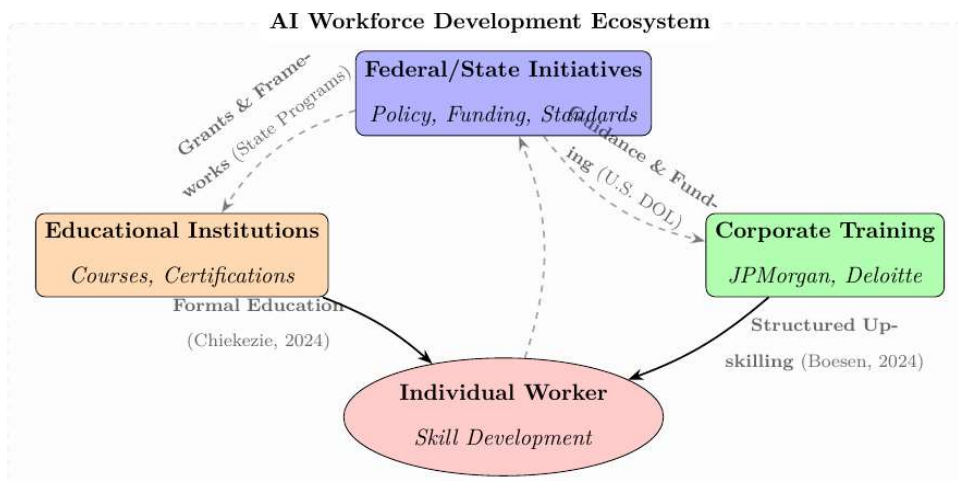 AI Workforce Development Ecosystem
Federal/State Initiatives
Policy, Funding, Standards
Grants & Frame-
works (State Programs)
Guidance & Fund-
ing (U.S. DOL)
Educational Institutions
Courses, Certifications
Corporate Training
JPMorgan, Deloitte
Formal Education
(Chiekezie, 2024)
Structured Up-
skilling (Boesen, 2024)
Individual Worker
Skill Development